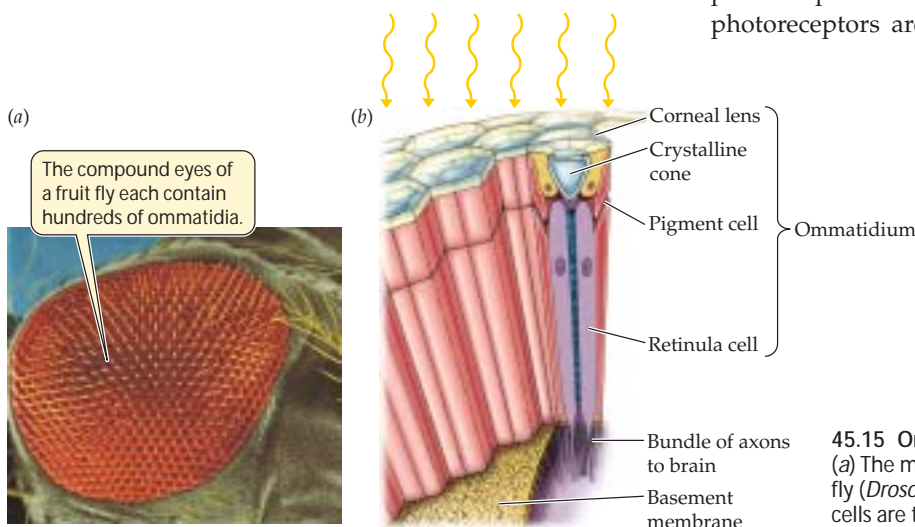 photoreceptors are
(a)
The compound eyes of
a fruit fly each contain
hundreds of ommatidia.
(b)
Corneal lens
Crystalline
cone
Pigment cell
Ommatidium
Retinula cell
Bundle of axons
to brain
Basement
membrane
45.15
(a) The
fly
cells are